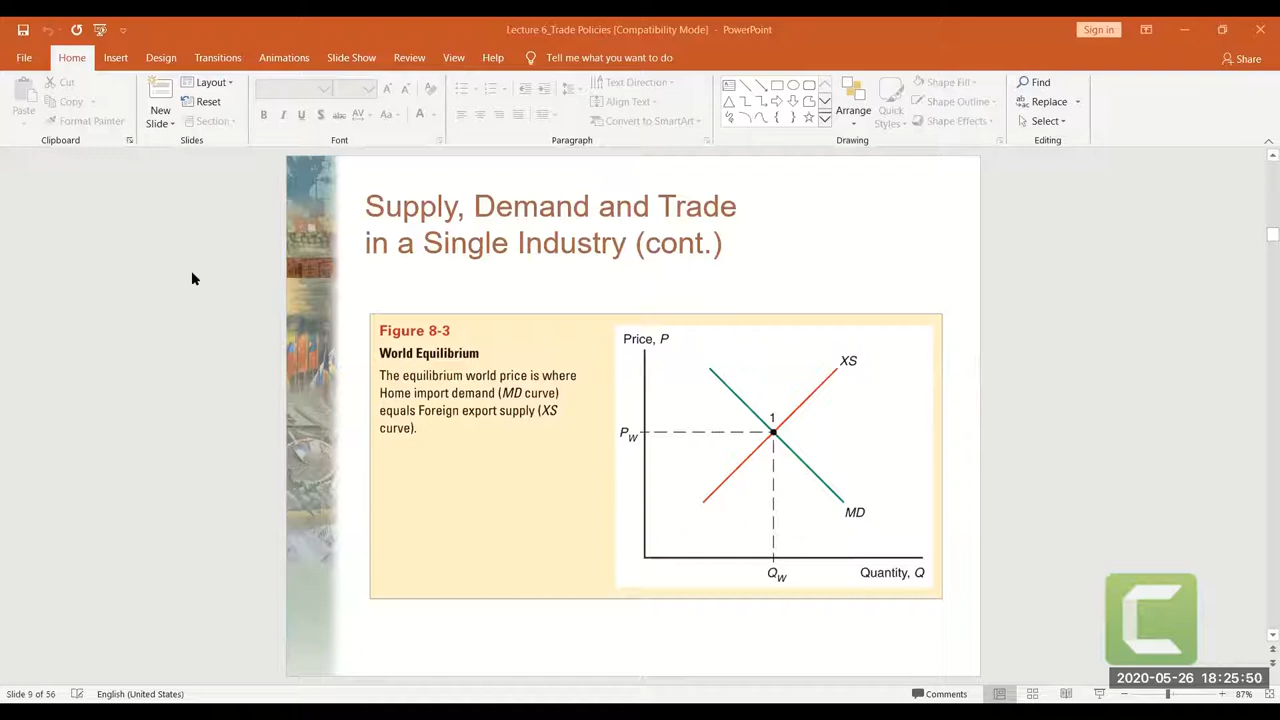 Lecture 6_Trade Policies [Compatibility Mode] - PowerPoint
Sign in
File Home Insert Design Transitions Animations Slide Show Review View Help Tell me what you want to do Share
Paste
Cut
Copy
Format Painter
Clipboard
New Slide
Layout
Reset
Section
Slides
B I U S abc AV Aa A
Font
Text Direction
Align Text
Convert to SmartArt
Paragraph
Arrange
Quick Styles
Shape Fill
Shape Outline
Shape Effects
Drawing
Find
Replace
Select
Editing
Supply, Demand and Trade
in a Single Industry (cont.)
Figure 8-3
World Equilibrium
The equilibrium world price is where
Home import demand (MD curve)
equals Foreign export supply (XS
curve).
Price, P
XS
1
PW
MD
QW
Quantity, Q
2020-05-26 18:25:50
Slide 9 of 56
English (United States)
Comments
87%